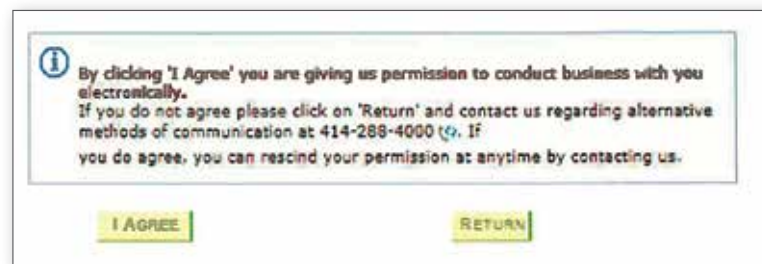 By clicking 'I Agree' you are giving us permission to conduct business with you
electronically.
If you do not agree please click on 'Return' and contact us regarding alternative
methods of communication at 414-288-4000. If
you do agree, you can rescind your permission at anytime by contacting us.
I AGREE
RETURN